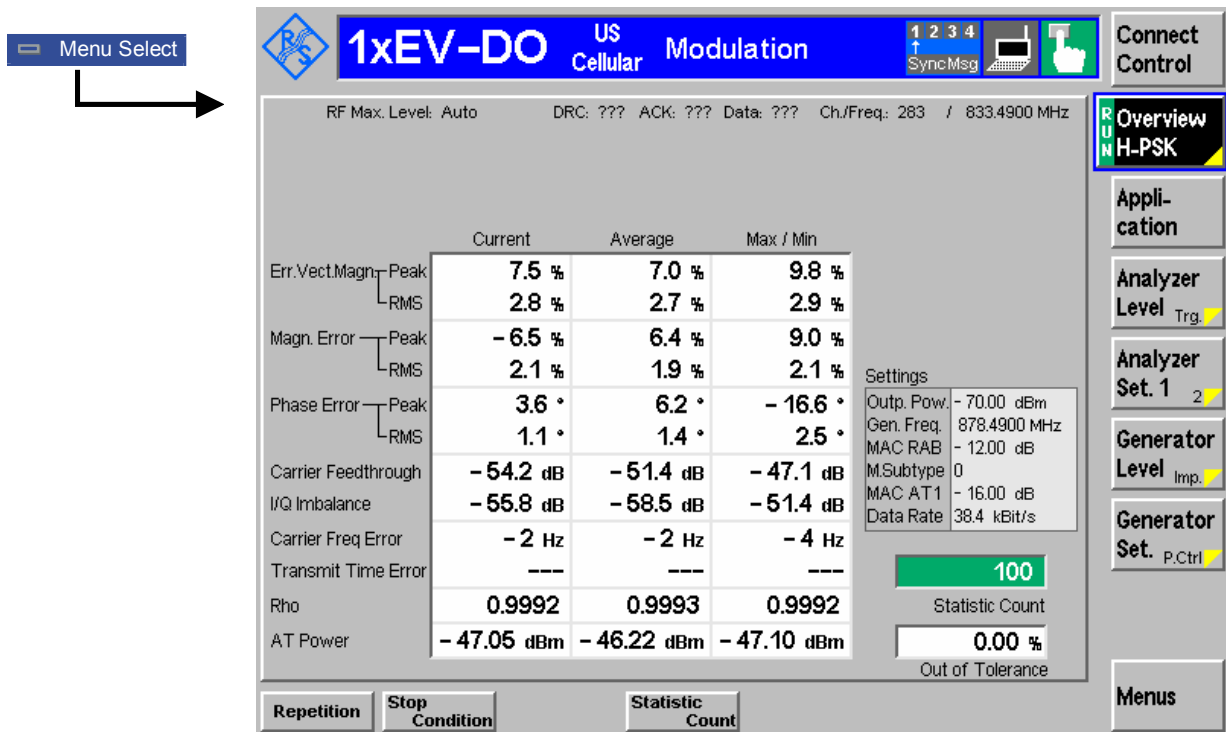 Menu Select
R&S
1xEV-DO US Cellular Modulation
1 2 3 4
SyncMsg
Connect Control
RF Max. Level: Auto DRC: ??? ACK: ??? Data: ??? Ch./Freq.: 283 / 833.4900 MHz
RUN
Overview H-PSK
Appli-cation
Analyzer Level Trg.
Analyzer Set. 1 2
Generator Level Imp.
Generator Set. P.Ctrl
Menus
Current Average Max / Min
Err.Vect.Magn. Peak 7.5 % 7.0 % 9.8 %
RMS 2.8 % 2.7 % 2.9 %
Magn. Error Peak - 6.5 % 6.4 % 9.0 %
RMS 2.1 % 1.9 % 2.1 %
Phase Error Peak 3.6 ° 6.2 ° - 16.6 °
RMS 1.1 ° 1.4 ° 2.5 °
Carrier Feedthrough - 54.2 dB - 51.4 dB - 47.1 dB
I/Q Imbalance - 55.8 dB - 58.5 dB - 51.4 dB
Carrier Freq Error - 2 Hz - 2 Hz - 4 Hz
Transmit Time Error --- --- ---
Rho 0.9992 0.9993 0.9992
AT Power - 47.05 dBm - 46.22 dBm - 47.10 dBm
Settings
Outp. Pow. - 70.00 dBm
Gen. Freq. 878.4900 MHz
MAC RAB - 12.00 dB
M.Subtype 0
MAC AT1 - 16.00 dB
Data Rate 38.4 kBit/s
100
Statistic Count
0.00 %
Out of Tolerance
Repetition
Stop Condition
Statistic Count